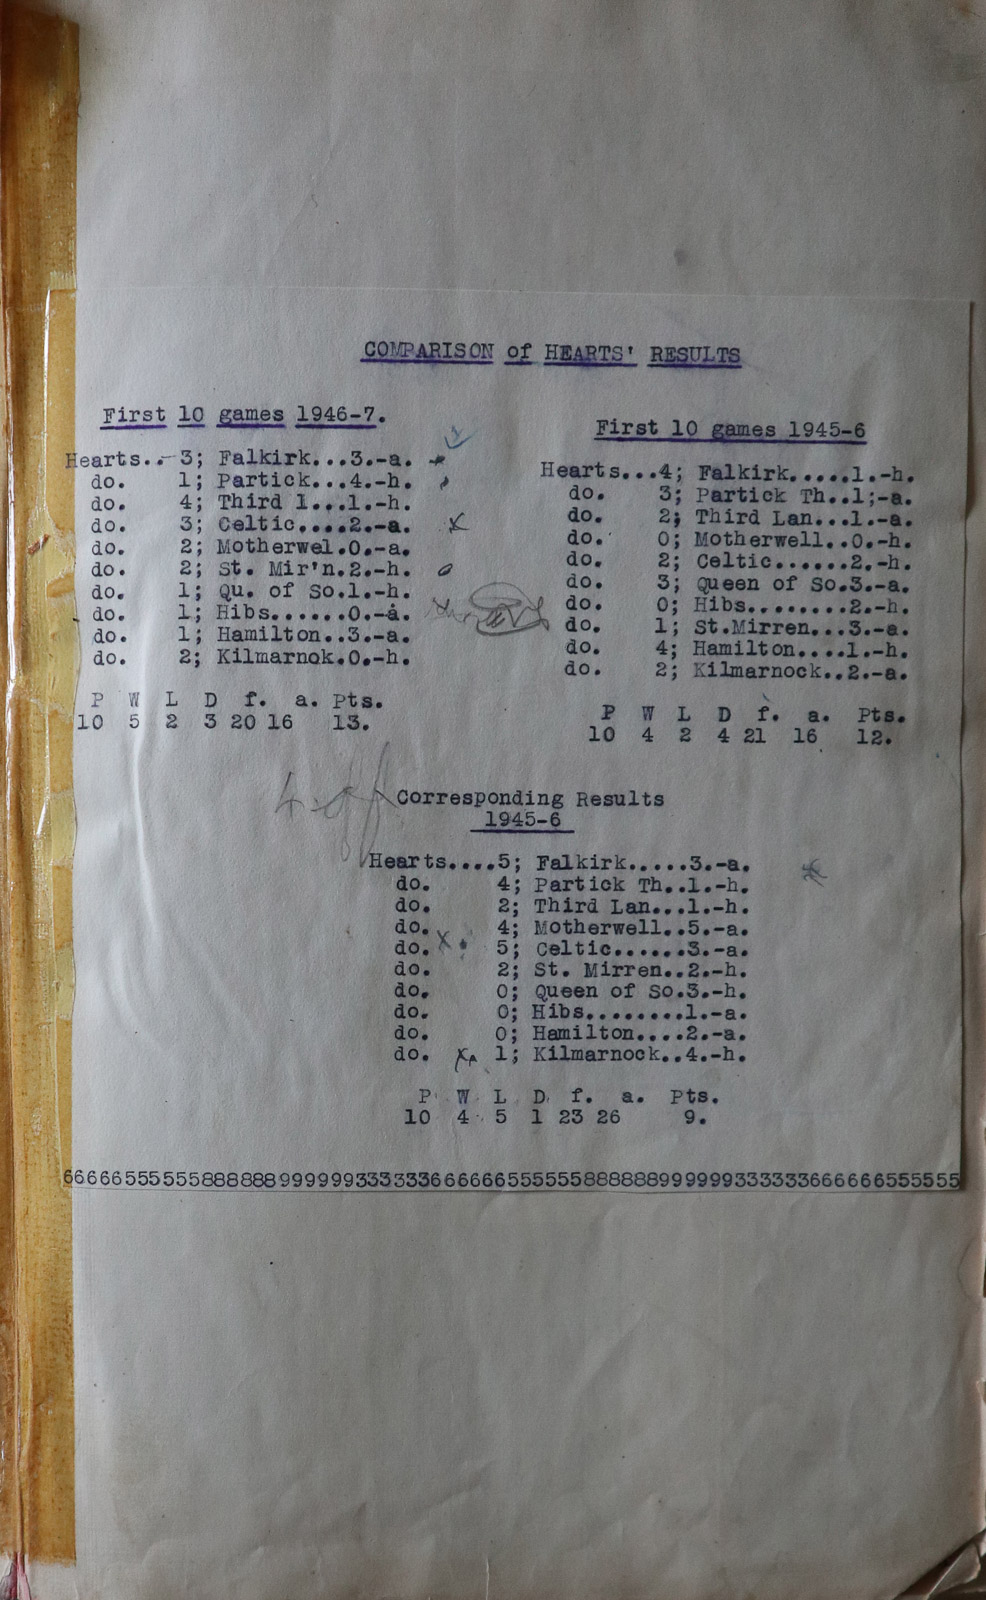 COMPARISON of HEARTS' RESULTS
First 10 games 1946-7.
Hearts..- 3; Falkirk...3.-a.
do. 1; Partick...4.-h.
do. 4; Third l...1.-h.
do. 3; Celtic....2.-a.
do. 2; Motherwel.0.-a.
do. 2; St. Mir'n.2.-h.
do. 1; Qu. of So.1.-h.
do. 1; Hibs......0.-a.
do. 1; Hamilton..3.-a.
do. 2; Kilmarnok.0.-h.
P W L D f. a. Pts.
10 5 2 3 20 16 13.
First 10 games 1945-6
Hearts...4; Falkirk.....1.-h.
do. 3; Partick Th..1;-a.
do. 2; Third Lan...1.-a.
do. 0; Motherwell..0.-h.
do. 2; Celtic......2.-h.
do. 3; Queen of So.3.-a.
do. 0; Hibs........2.-h.
do. 1; St.Mirren...3.-a.
do. 4; Hamilton....1.-h.
do. 2; Kilmarnock..2.-a.
P W L D f. a. Pts.
10 4 2 4 21 16 12.
Corresponding Results
1945-6
Hearts....5; Falkirk.....3.-a.
do. 4; Partick Th..1.-h.
do. 2; Third Lan...1.-h.
do. 4; Motherwell..5.-a.
do. x 5; Celtic......3.-a.
do. 2; St. Mirren..2.-h.
do. 0; Queen of So.3.-h.
do. 0; Hibs........1.-a.
do. 0; Hamilton....2.-a.
do. x 1; Kilmarnock..4.-h.
P W L D f. a. Pts.
10 4 5 1 23 26 9.
6666655555588888899999933333366666655555588888899999933333366666655555​5